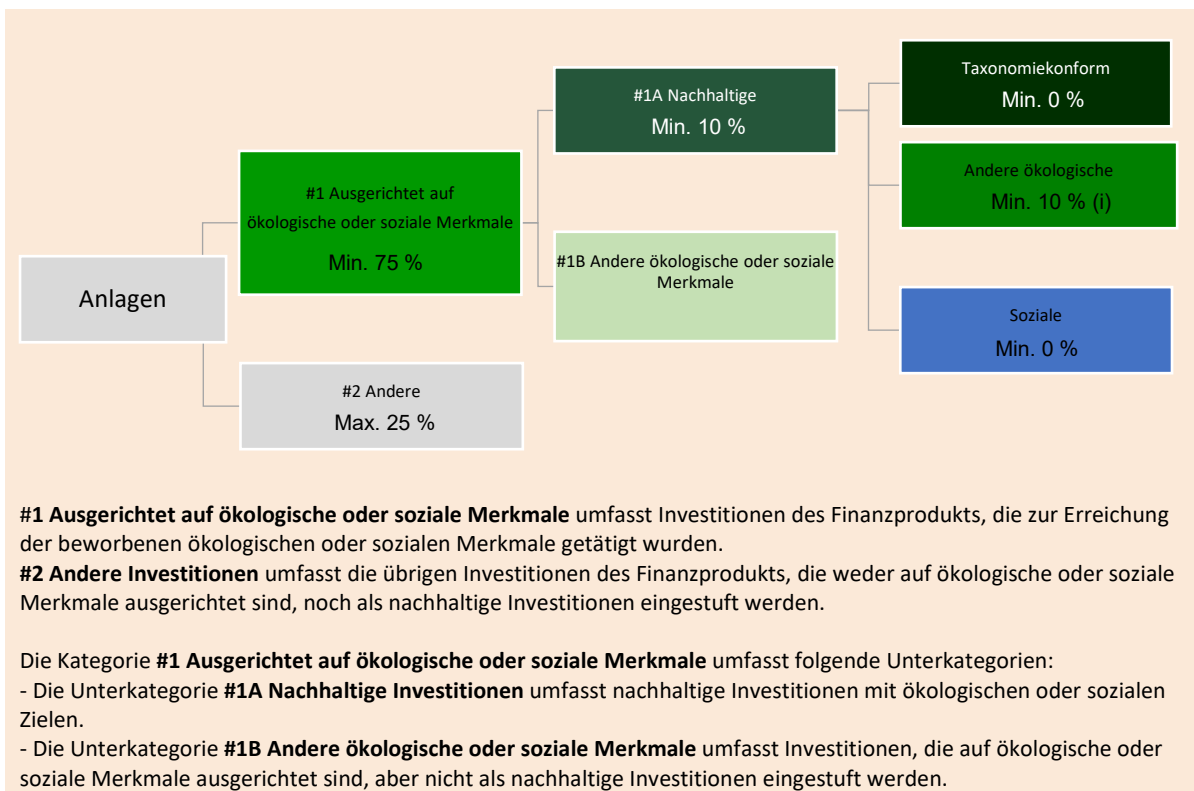 Anlagen
#1 Ausgerichtet auf
ökologische oder soziale Merkmale
Min. 75 %
#2 Andere
Max. 25 %
#1A Nachhaltige
Min. 10 %
#1B Andere ökologische oder soziale
Merkmale
Taxonomiekonform
Min. 0 %
Andere ökologische
Min. 10 % (i)
Soziale
Min. 0 %
#1 Ausgerichtet auf ökologische oder soziale Merkmale umfasst Investitionen des Finanzprodukts, die zur Erreichung
der beworbenen ökologischen oder sozialen Merkmale getätigt wurden.
#2 Andere Investitionen umfasst die übrigen Investitionen des Finanzprodukts, die weder auf ökologische oder soziale
Merkmale ausgerichtet sind, noch als nachhaltige Investitionen eingestuft werden.
Die Kategorie #1 Ausgerichtet auf ökologische oder soziale Merkmale umfasst folgende Unterkategorien:
- Die Unterkategorie #1A Nachhaltige Investitionen umfasst nachhaltige Investitionen mit ökologischen oder sozialen
Zielen.
- Die Unterkategorie #1B Andere ökologische oder soziale Merkmale umfasst Investitionen, die auf ökologische oder
soziale Merkmale ausgerichtet sind, aber nicht als nachhaltige Investitionen eingestuft werden.